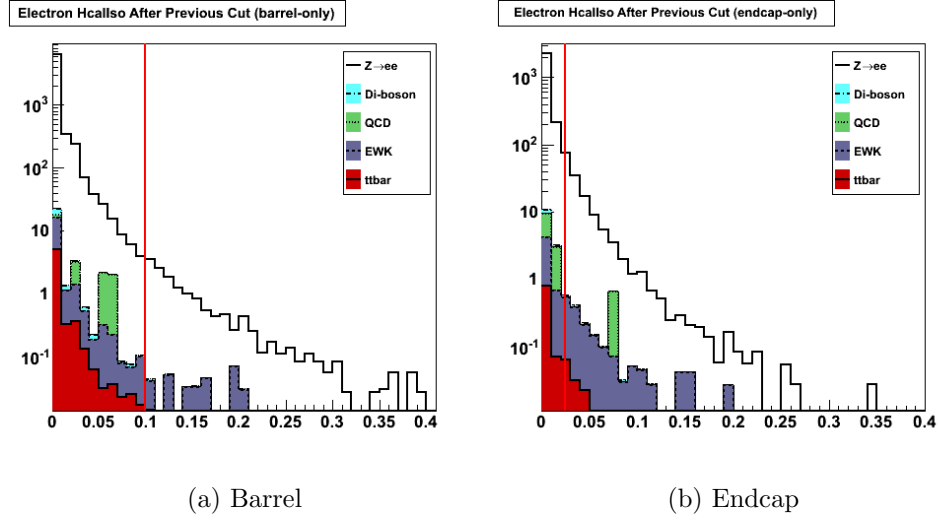 Electron HcalIso After Previous Cut (barrel-only)
Z→ee
Di-boson
QCD
EWK
ttbar
10³
10²
10
1
10⁻¹
0 0.05 0.1 0.15 0.2 0.25 0.3 0.35 0.4
(a) Barrel
Electron HcalIso After Previous Cut (endcap-only)
Z→ee
Di-boson
QCD
EWK
ttbar
10³
10²
10
1
10⁻¹
0 0.05 0.1 0.15 0.2 0.25 0.3 0.35 0.4
(b) Endcap